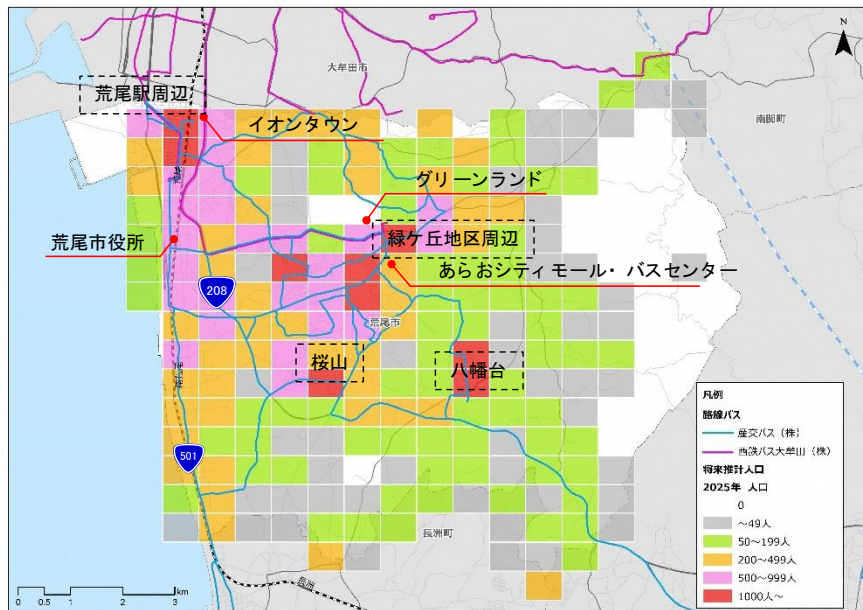 N
大牟田市
荒尾駅周辺
南関町
イオンタウン
荒尾
グリーンランド
荒尾市役所
緑ケ丘地区周辺
あらおシティモール・バスセンター
208
荒尾市
桜山
八幡台
501
長洲町
長洲
凡例
路線バス
産交バス（株）
西鉄バス大牟田（株）
将来推計人口
2025年 人口
0
～49人
50～199人
200～499人
500～999人
1000人～
0 0.5 1 2 3
km